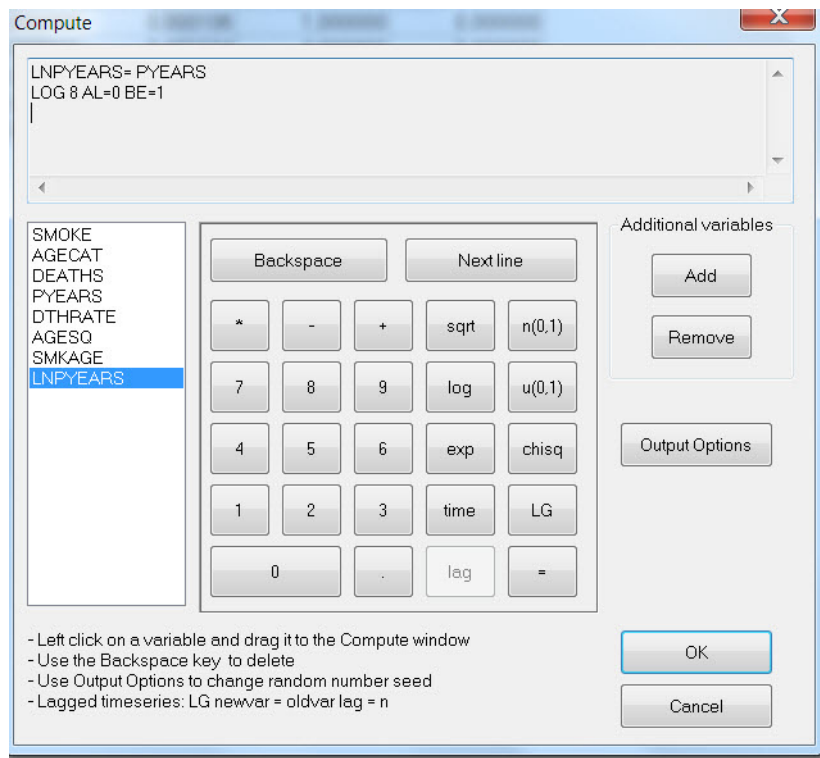 Compute
LNPYEARS= PYEARS
LOG 8 AL=0 BE=1
SMOKE
AGECAT
DEATHS
PYEARS
DTHRATE
AGESQ
SMKAGE
LNPYEARS
Backspace Next line
* - + sqrt n(0,1)
7 8 9 log u(0,1)
4 5 6 exp chisq
1 2 3 time LG
0 . lag =
Additional variables
Add
Remove
Output Options
- Left click on a variable and drag it to the Compute window
- Use the Backspace key to delete
- Use Output Options to change random number seed
- Lagged timeseries: LG newvar = oldvar lag = n
OK
Cancel